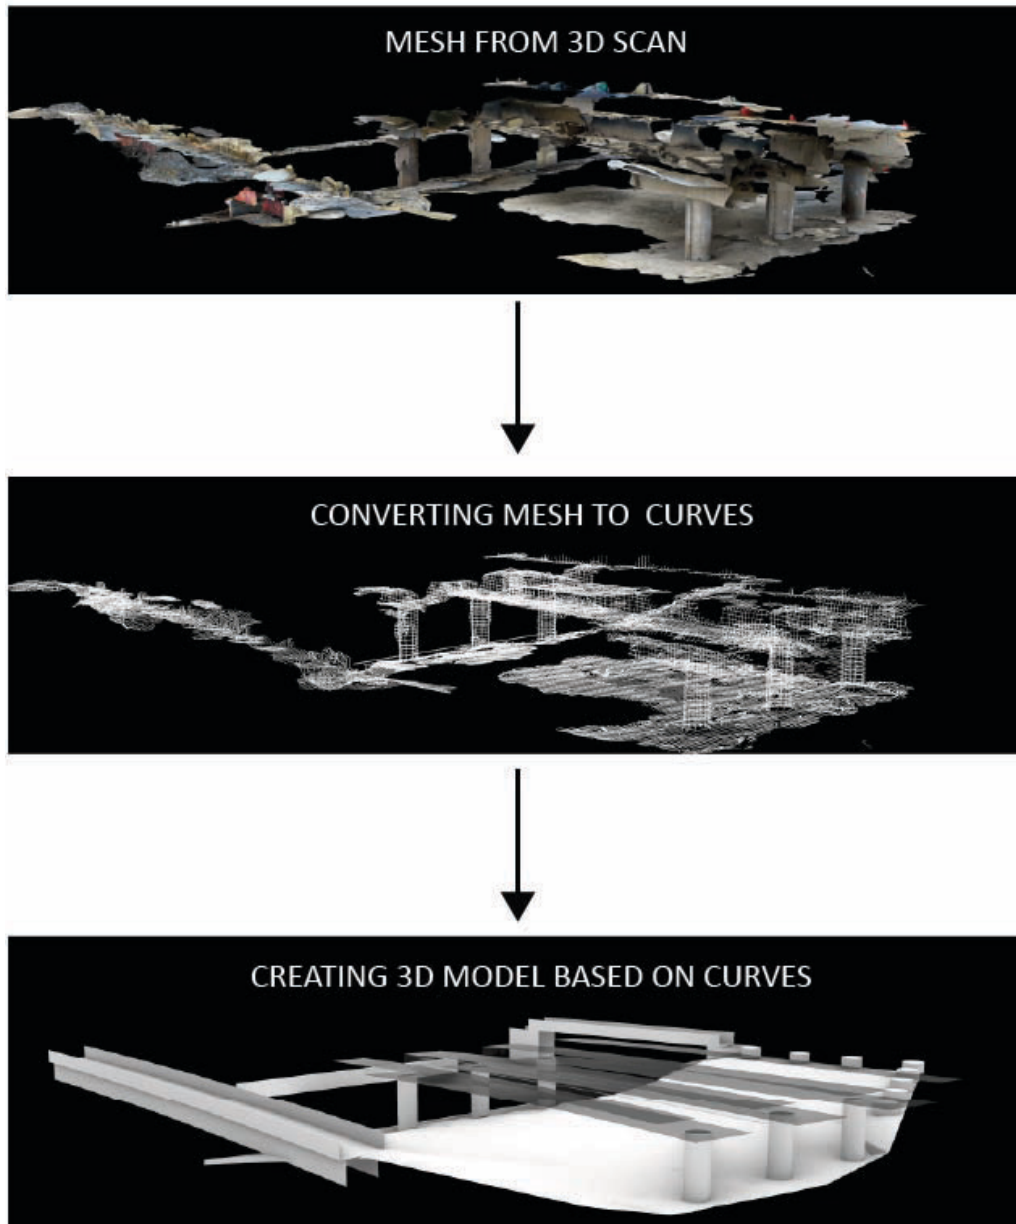 MESH FROM 3D SCAN
CONVERTING MESH TO CURVES
CREATING 3D MODEL BASED ON CURVES